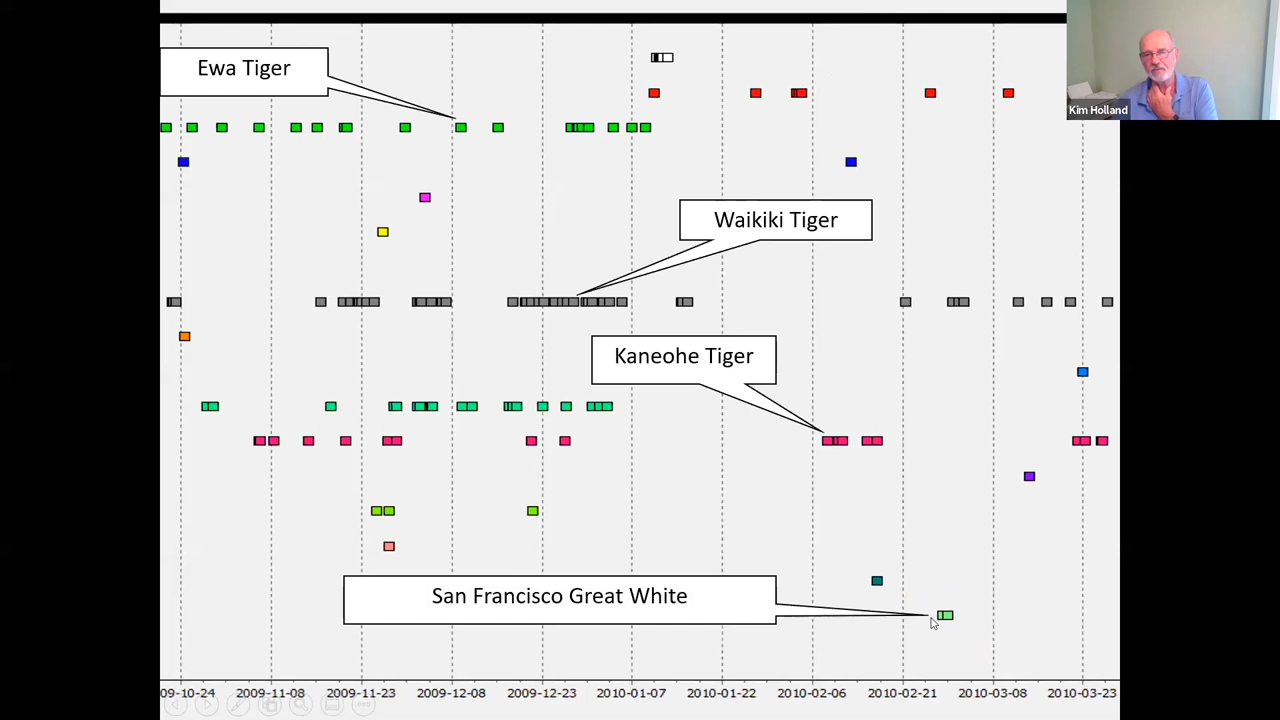 Kim Holland
Ewa Tiger
Waikiki Tiger
Kaneohe Tiger
San Francisco Great White
09-10-24 2009-11-08 2009-11-23 2009-12-08 2009-12-23 2010-01-07 2010-01-22 2010-02-06 2010-02-21 2010-03-08 2010-03-23